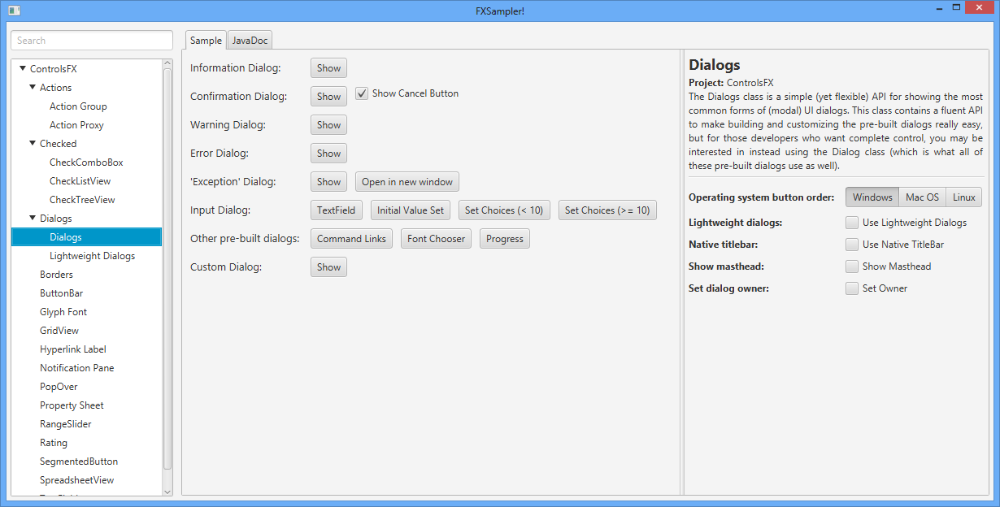 FXSampler!
Search
ControlsFX
Actions
Action Group
Action Proxy
Checked
CheckComboBox
CheckListView
CheckTreeView
Dialogs
Dialogs
Lightweight Dialogs
Borders
ButtonBar
Glyph Font
GridView
Hyperlink Label
Notification Pane
PopOver
Property Sheet
RangeSlider
Rating
SegmentedButton
SpreadsheetView
Sample JavaDoc
Information Dialog: Show
Confirmation Dialog: Show Show Cancel Button
Warning Dialog: Show
Error Dialog: Show
'Exception' Dialog: Show Open in new window
Input Dialog: TextField Initial Value Set Set Choices (< 10) Set Choices (>= 10)
Other pre-built dialogs: Command Links Font Chooser Progress
Custom Dialog: Show
Dialogs
Project: ControlsFX
The Dialogs class is a simple (yet flexible) API for showing the most
common forms of (modal) UI dialogs. This class contains a fluent API
to make building and customizing the pre-built dialogs really easy,
but for those developers who want complete control, you may be
interested in instead using the Dialog class (which is what all of
these pre-built dialogs use as well).
Operating system button order: Windows Mac OS Linux
Lightweight dialogs: Use Lightweight Dialogs
Native titlebar: Use Native TitleBar
Show masthead: Show Masthead
Set dialog owner: Set Owner